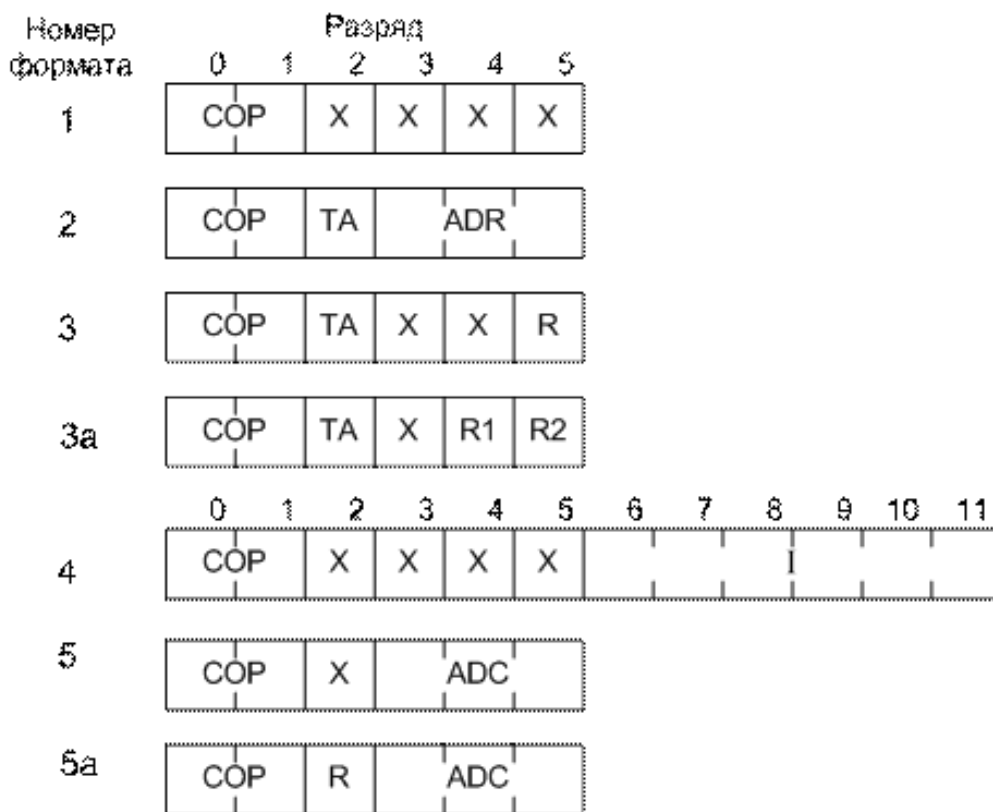 Номер формата
Разряд
0 1 2 3 4 5
1 COP X X X X
2 COP TA ADR
3 COP TA X X R
3a COP TA X R1 R2
0 1 2 3 4 5 6 7 8 9 10 11
4 COP X X X X I
5 COP X ADC
5a COP R ADC